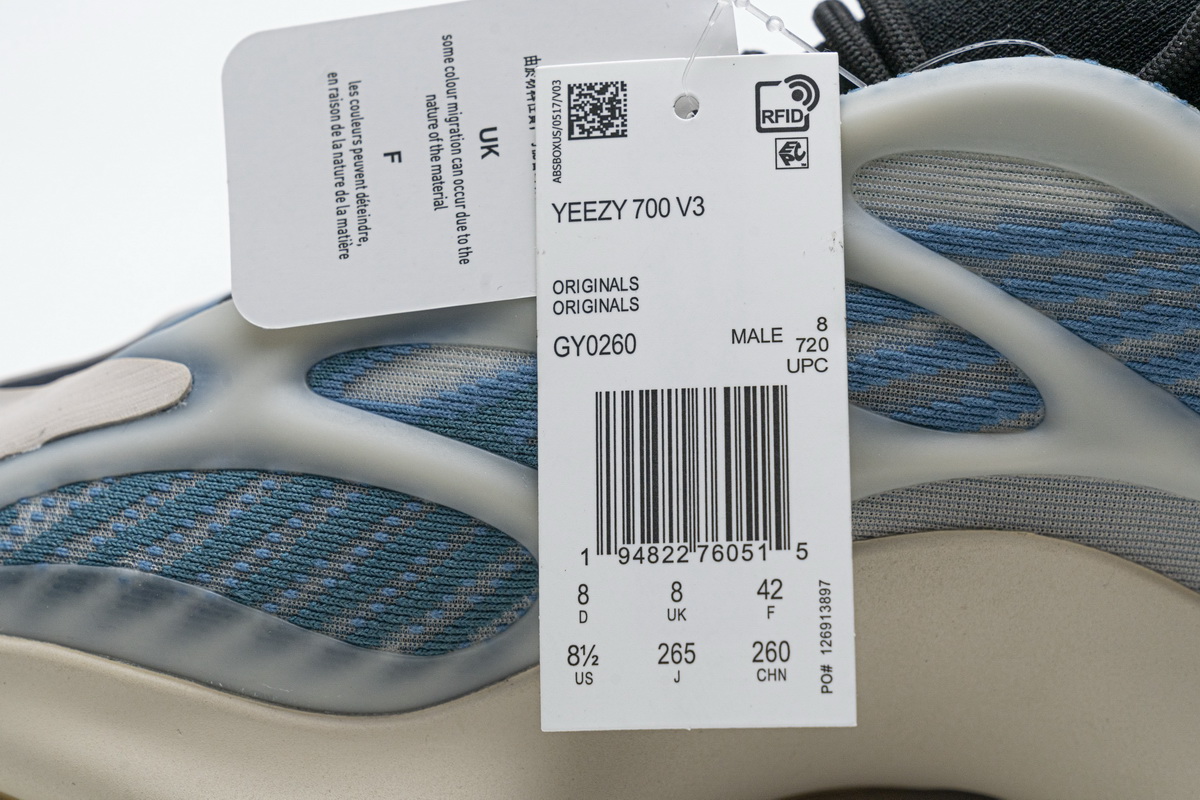 UK
some colour migration can occur due to the
nature of the material
F
les couleurs peuvent déteindre,
en raison de la nature de la matière
ABSBOXUS/0517/V03
RFID
EPC
YEEZY 700 V3
ORIGINALS
ORIGINALS
GY0260
MALE
8
720
UPC
1 94822 76051 5
8 8 42
D UK F
8½ 265 260
US J CHN
PO# 126913897